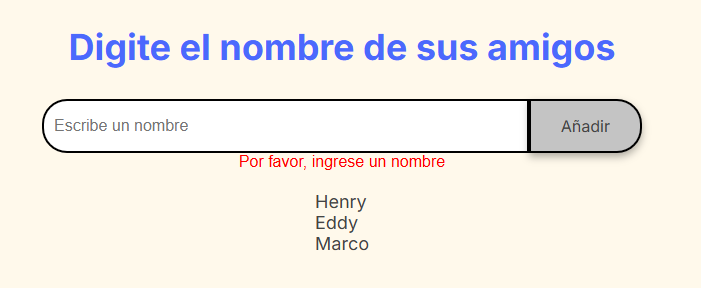 Digite el nombre de sus amigos
Escribe un nombre
Añadir
Por favor, ingrese un nombre
Henry
Eddy
Marco